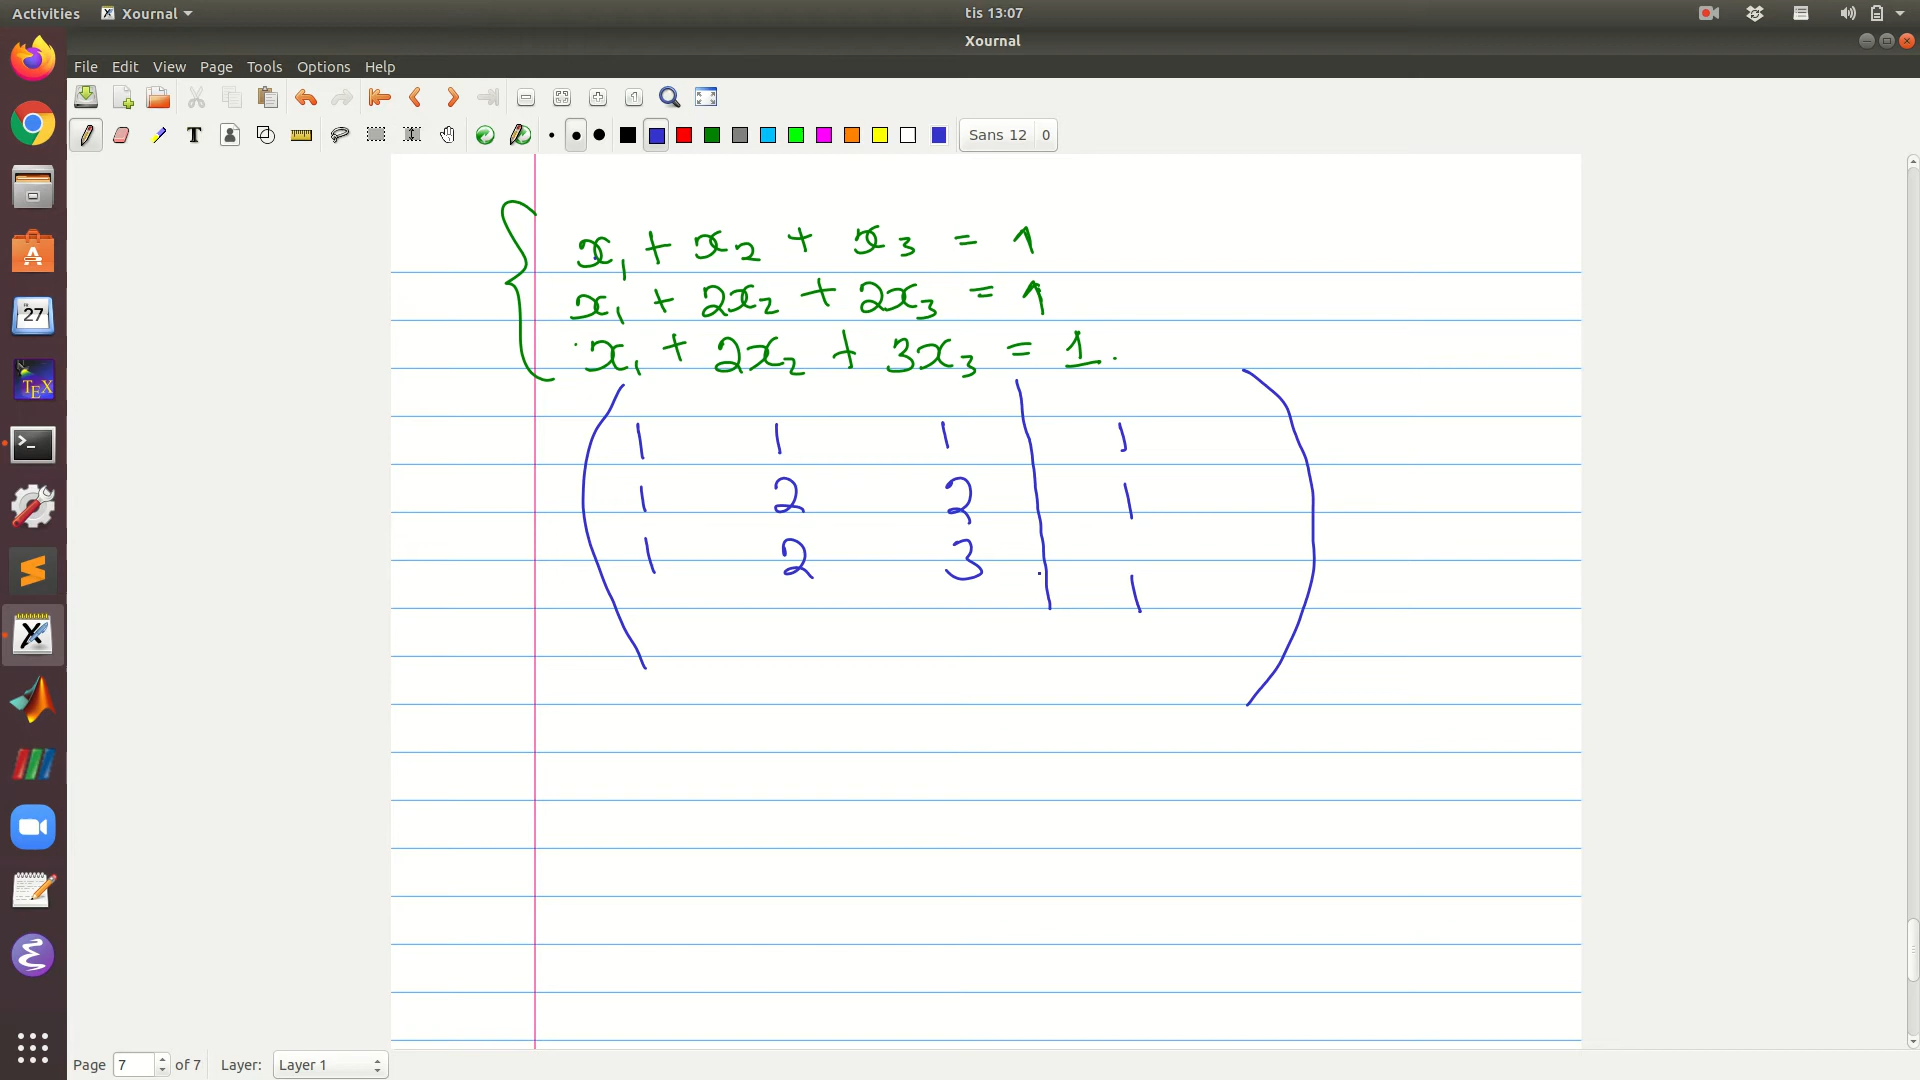 Activities Xournal tis 13:07
Xournal
File Edit View Page Tools Options Help
T Sans 12 0
x₁ + x₂ + x₃ = 1
x₁ + 2x₂ + 2x₃ = 1
x₁ + 2x₂ + 3x₃ = 1.
1 1 1 | 1
1 2 2 | 1
1 2 3 | 1
27
TEX
Page 7 of 7 Layer: Layer 1